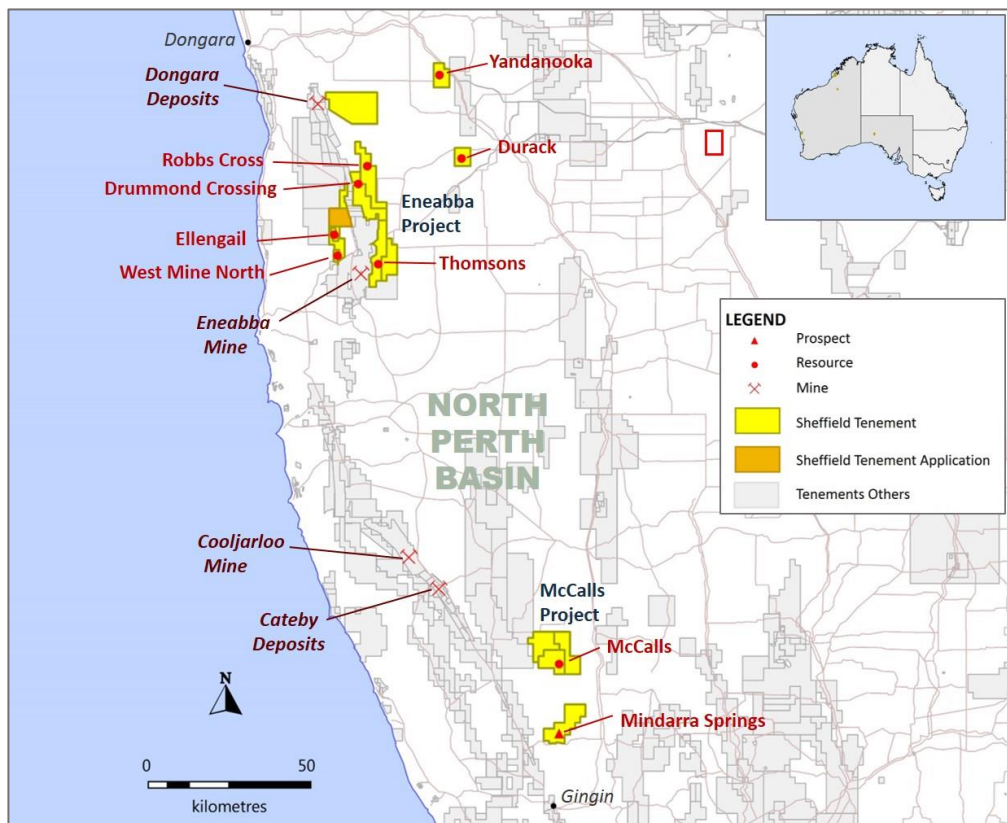 Dongara
Dongara
Deposits
Yandanooka
Robbs Cross
Durack
Drummond Crossing
Eneabba
Project
Ellengail
West Mine North
Thomsons
Eneabba
Mine
LEGEND
Prospect
Resource
Mine
Sheffield Tenement
Sheffield Tenement Application
Tenements Others
NORTH
PERTH
BASIN
Cooljarloo
Mine
Cateby
Deposits
McCalls
Project
McCalls
Mindarra Springs
N
0 50
kilometres
Gingin